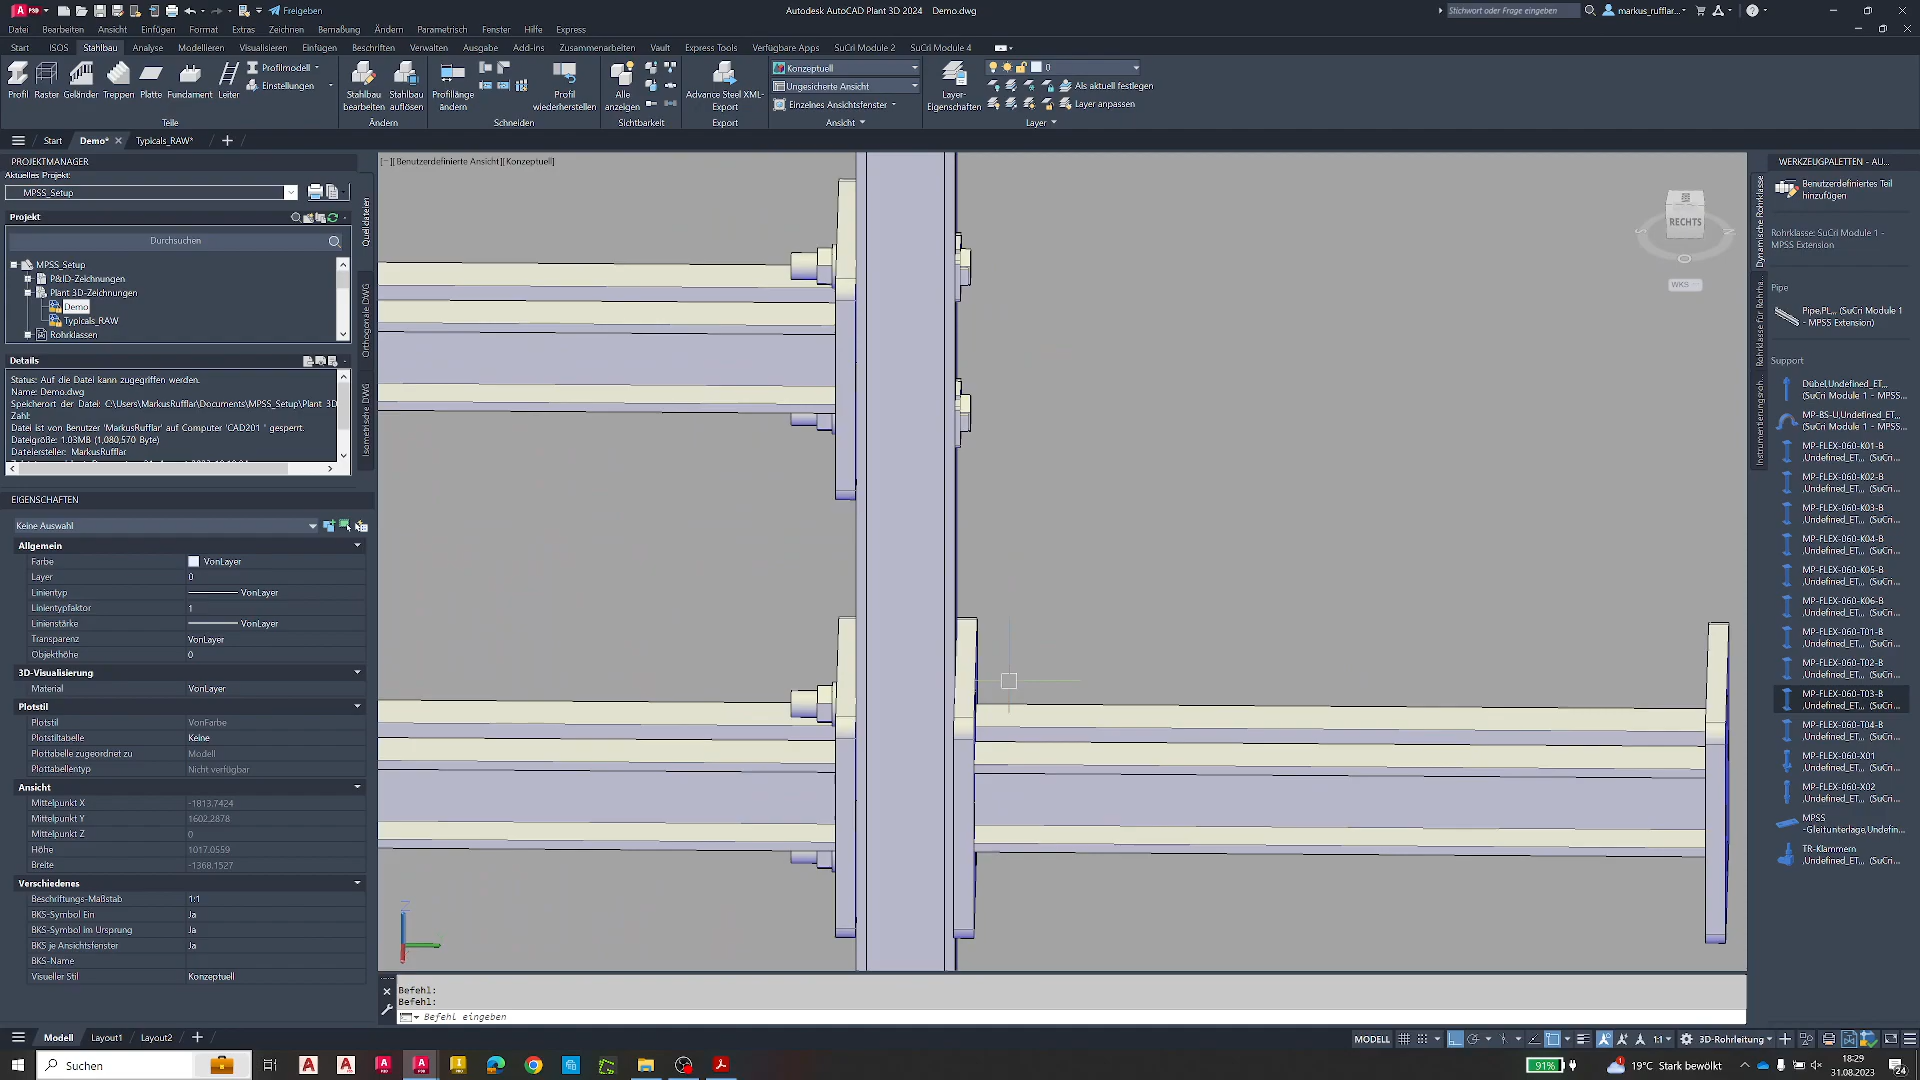 P3D
Freigeben
Autodesk AutoCAD Plant 3D 2024 Demo.dwg
Stichwort oder Frage eingeben
markus_rufflar...
Datei Bearbeiten Ansicht Einfügen Format Extras Zeichnen Bemaßung Ändern Parametrisch Fenster Hilfe Express
Start ISOS Stahlbau Analyse Modellieren Visualisieren Einfügen Beschriften Verwalten Ausgabe Add-Ins Zusammenarbeiten Vault Express Tools Verfügbare Apps SuCri Module 2 SuCri Module 4
Profil Raster Geländer Treppen Platte Fundament Leiter
Profilmodell
Einstellungen
Stahlbau bearbeiten
Stahlbau auflösen
Profillänge ändern
Profil wiederherstellen
Alle anzeigen
Advance Steel XML-Export
Konzeptuell
Ungesicherte Ansicht
Einzelnes Ansichtsfenster
Layer-Eigenschaften
0
Als aktuell festlegen
Layer anpassen
Teile Ändern Schneiden Sichtbarkeit Export Ansicht Layer
Start Demo* Typicals_RAW*
PROJEKTMANAGER
Aktuelles Projekt:
MPSS_Setup
Projekt
Durchsuchen
MPSS_Setup
P&ID-Zeichnungen
Plant 3D-Zeichnungen
Demo
Typicals_RAW
Rohrklassen
Quelldateien
Orthogonale DWG
Isometrische DWG
Details
Status: Auf die Datei kann zugegriffen werden.
Name: Demo.dwg
Speicherort der Datei: C:\Users\MarkusRufflar\Documents\MPSS_Setup\Plant 3D
Zahl:
Datei ist von Benutzer 'MarkusRufflar' auf Computer 'CAD201 ' gesperrt.
Dateigröße: 1.03MB (1,080,570 Byte)
Dateiersteller: MarkusRufflar
EIGENSCHAFTEN
Keine Auswahl
Allgemein
Farbe VonLayer
Layer 0
Linientyp VonLayer
Linientypfaktor 1
Linienstärke VonLayer
Transparenz VonLayer
Objekthöhe 0
3D-Visualisierung
Material VonLayer
Plotstil
Plotstil VonFarbe
Plotstiltabelle Keine
Plottabelle zugeordnet zu Modell
Plottabellentyp Nicht verfügbar
Ansicht
Mittelpunkt X -1813.7424
Mittelpunkt Y 1602.2878
Mittelpunkt Z 0
Höhe 1017.0559
Breite -1368.1527
Verschiedenes
Beschriftungs-Maßstab 1:1
BKS-Symbol Ein Ja
BKS-Symbol im Ursprung Ja
BKS je Ansichtsfenster Ja
BKS-Name
Visueller Stil Konzeptuell
[−][Benutzerdefinierte Ansicht][Konzeptuell]
RECHTS
S
N
WKS
Z
Befehl:
Befehl:
Befehl eingeben
WERKZEUGPALETTEN - AU...
Benutzerdefiniertes Teil hinzufügen
Rohrklasse: SuCri Module 1 -
MPSS Extension
Pipe
Pipe,PL,,, (SuCri Module 1
- MPSS Extension)
Support
Dübel,Undefined_ET,,,
(SuCri Module 1 - MPSS...
MP-BS-U,Undefined_ET,,,
(SuCri Module 1 - MPSS...
MP-FLEX-060-K01-B
,Undefined_ET,,, (SuCri...
MP-FLEX-060-K02-B
,Undefined_ET,,, (SuCri...
MP-FLEX-060-K03-B
,Undefined_ET,,, (SuCri...
MP-FLEX-060-K04-B
,Undefined_ET,,, (SuCri...
MP-FLEX-060-K05-B
,Undefined_ET,,, (SuCri...
MP-FLEX-060-K06-B
,Undefined_ET,,, (SuCri...
MP-FLEX-060-T01-B
,Undefined_ET,,, (SuCri...
MP-FLEX-060-T02-B
,Undefined_ET,,, (SuCri...
MP-FLEX-060-T03-B
,Undefined_ET,,, (SuCri...
MP-FLEX-060-T04-B
,Undefined_ET,,, (SuCri...
MP-FLEX-060-X01
,Undefined_ET,,, (SuCri...
MP-FLEX-060-X02
,Undefined_ET,,, (SuCri...
MPSS
-Gleitunterlage,Undefin...
TR-Klammern
,Undefined_ET,,, (SuCri...
Dynamische Rohrklasse
Rohrklasse für Rohrha...
Instrumentierungsroh...
Modell Layout1 Layout2
MODELL
1:1
3D-Rohrleitung
Suchen
91%
19°C Stark bewölkt
18:29
31.08.2023
24